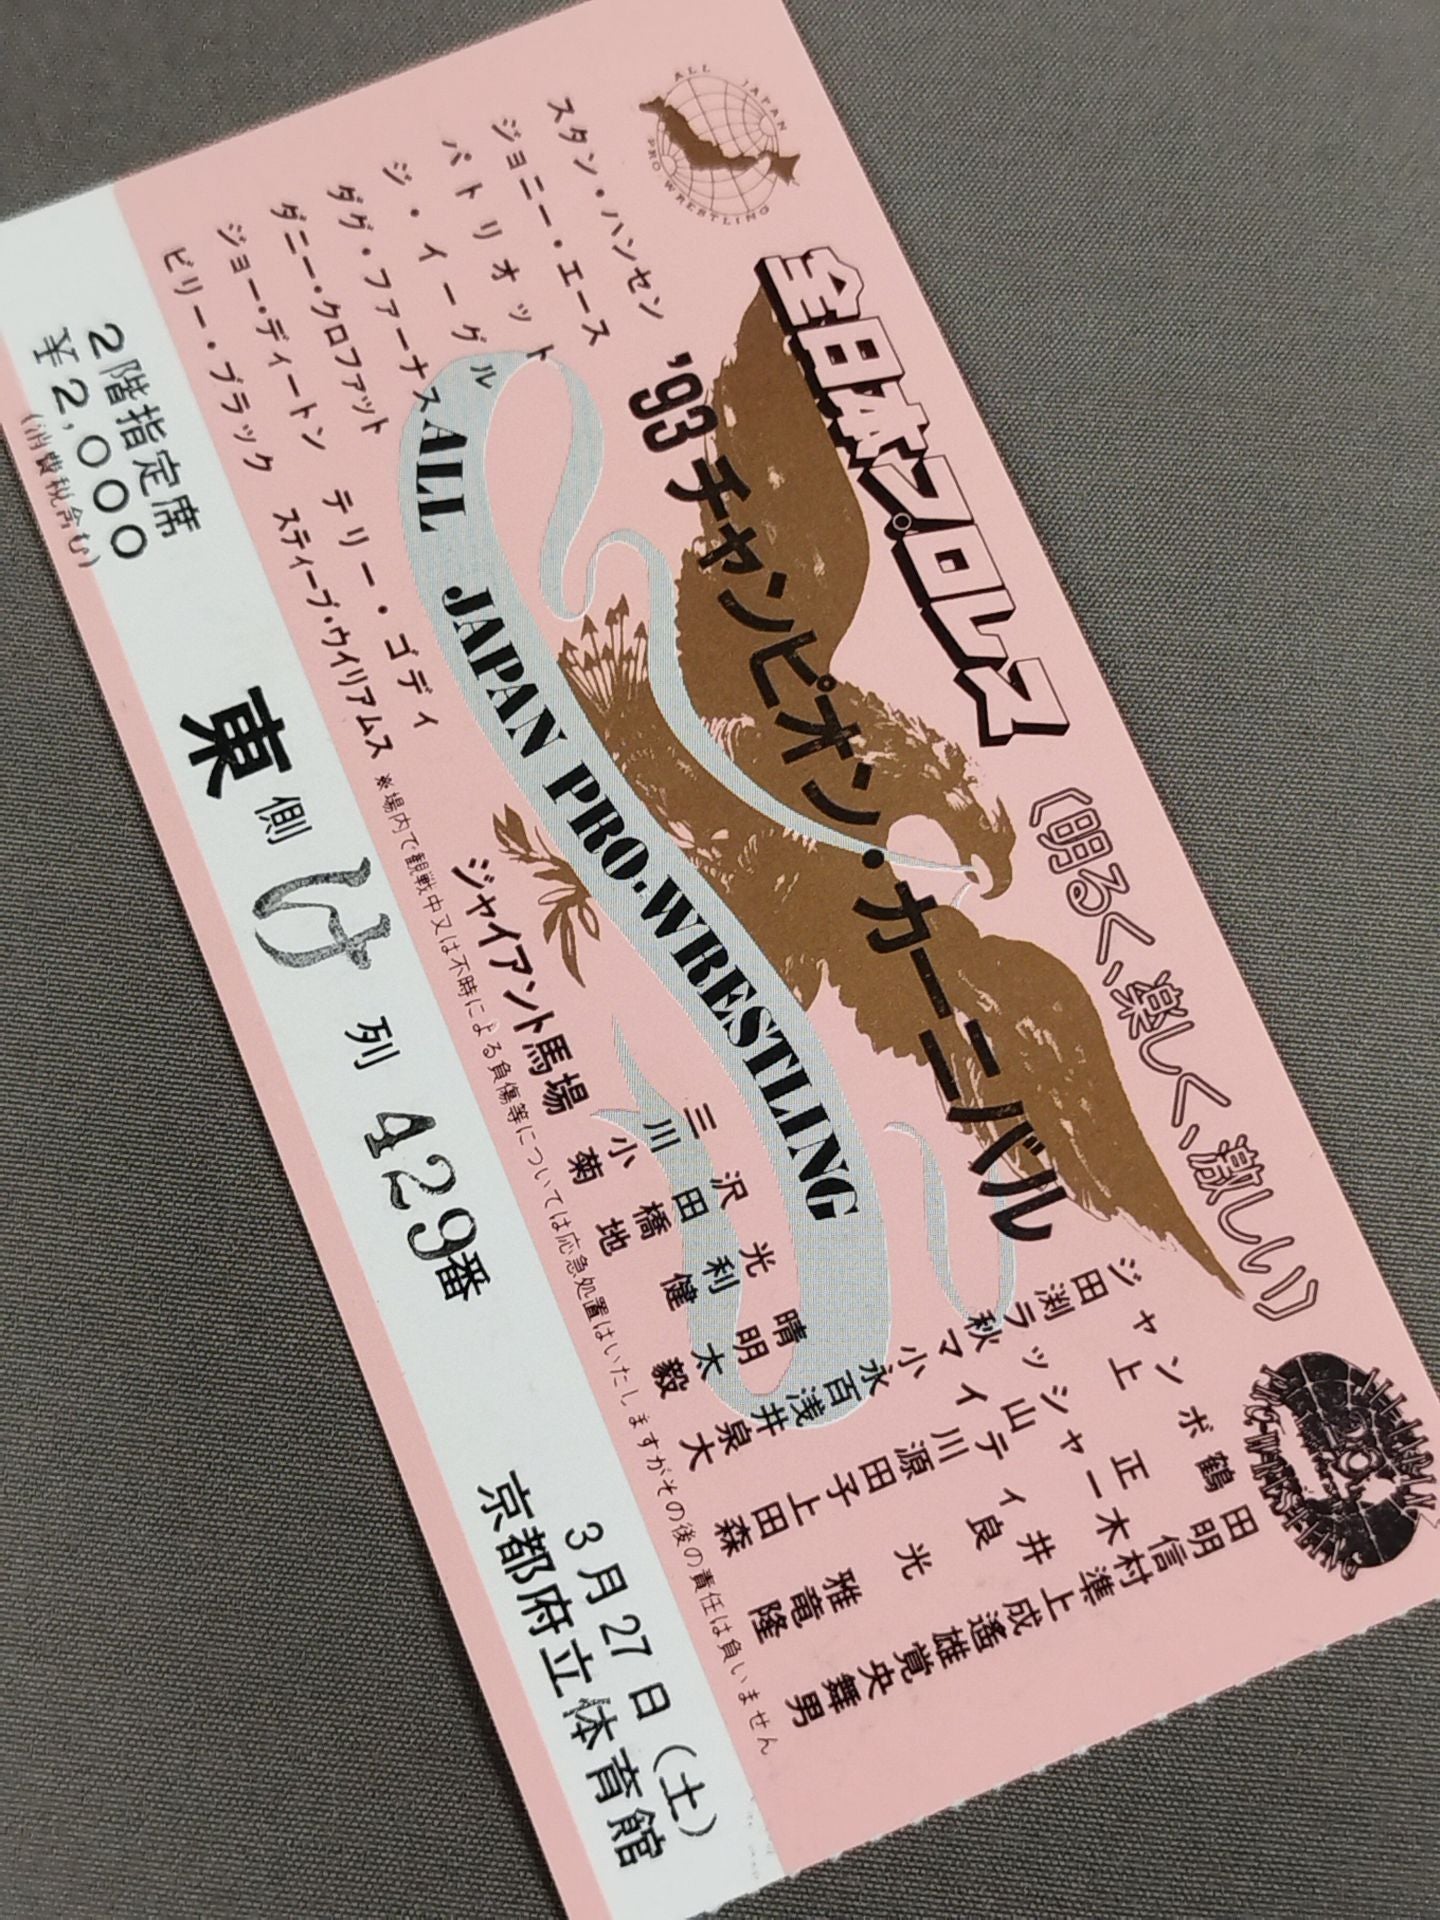 ALL JAPAN
PRO WRESTLING
全日本プロレス
〈明るく、楽しく、激しい〉
'93 チャンピオン・カーニバル
ALL JAPAN PRO-WRESTLING
スタン・ハンセン
ジョニー・エース
パトリオット
ジ・イーグル
ダグ・ファーナス
ダニー・クロファット
ジョー・ディートン
ビリー・ブラック
テリー・ゴディ
スティーブ・ウイリアムス
ジャイアント馬場
三沢光晴
川田利明
小橋健太
菊地毅
ジャンボ鶴田
田上明
渕正信
ラッシャー木村
秋山準
マイティ井上
小川良成
永源遙
百田光雄
浅子覚
井上雅央
泉田竜舞
大森隆男
※場内で観戦中又は不時による負傷等については応急処置はいたしますがその後の責任は負いません
2階指定席
¥2,000
(消費税含む)
東側 け列 429番
3月27日(土)
京都府立体育館